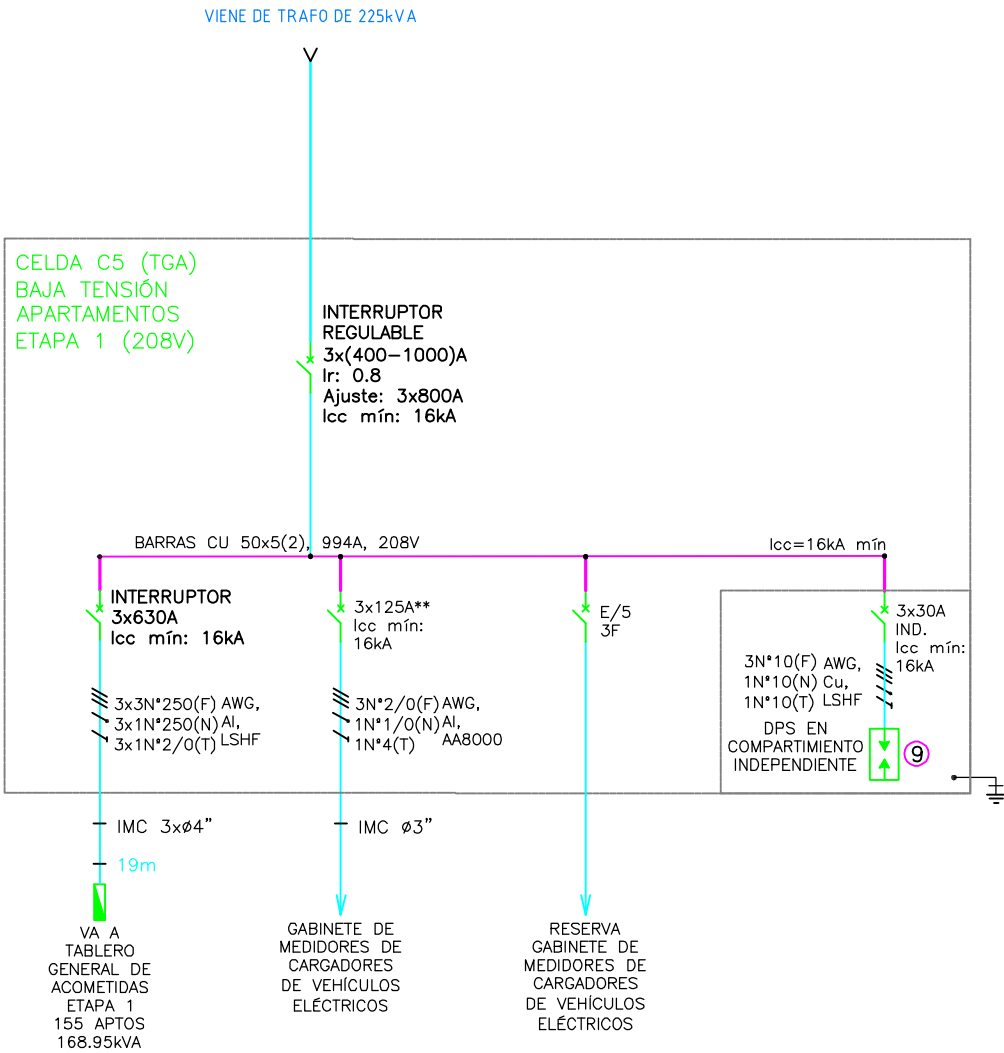 VIENE DE TRAFO DE 225kVA
CELDA C5 (TGA)
BAJA TENSIÓN
APARTAMENTOS
ETAPA 1 (208V)
INTERRUPTOR
REGULABLE
3x(400-1000)A
Ir: 0.8
Ajuste: 3x800A
Icc mín: 16kA
BARRAS CU 50x5(2), 994A, 208V
Icc=16kA mín
INTERRUPTOR
3x630A
Icc mín: 16kA
3x125A**
Icc mín:
16kA
E/5
3F
3x30A
IND.
Icc mín:
16kA
3x3N°250(F) AWG,
3x1N°250(N) Al,
3x1N°2/0(T) LSHF
3N°2/0(F) AWG,
1N°1/0(N) Al,
1N°4(T) AA8000
3N°10(F) AWG,
1N°10(N) Cu,
1N°10(T) LSHF
DPS EN
COMPARTIMIENTO
INDEPENDIENTE
9
IMC 3xø4”
19m
IMC ø3”
VA A
TABLERO
GENERAL DE
ACOMETIDAS
ETAPA 1
155 APTOS
168.95kVA
GABINETE DE
MEDIDORES DE
CARGADORES
DE VEHÍCULOS
ELÉCTRICOS
RESERVA
GABINETE DE
MEDIDORES DE
CARGADORES
DE VEHÍCULOS
ELÉCTRICOS